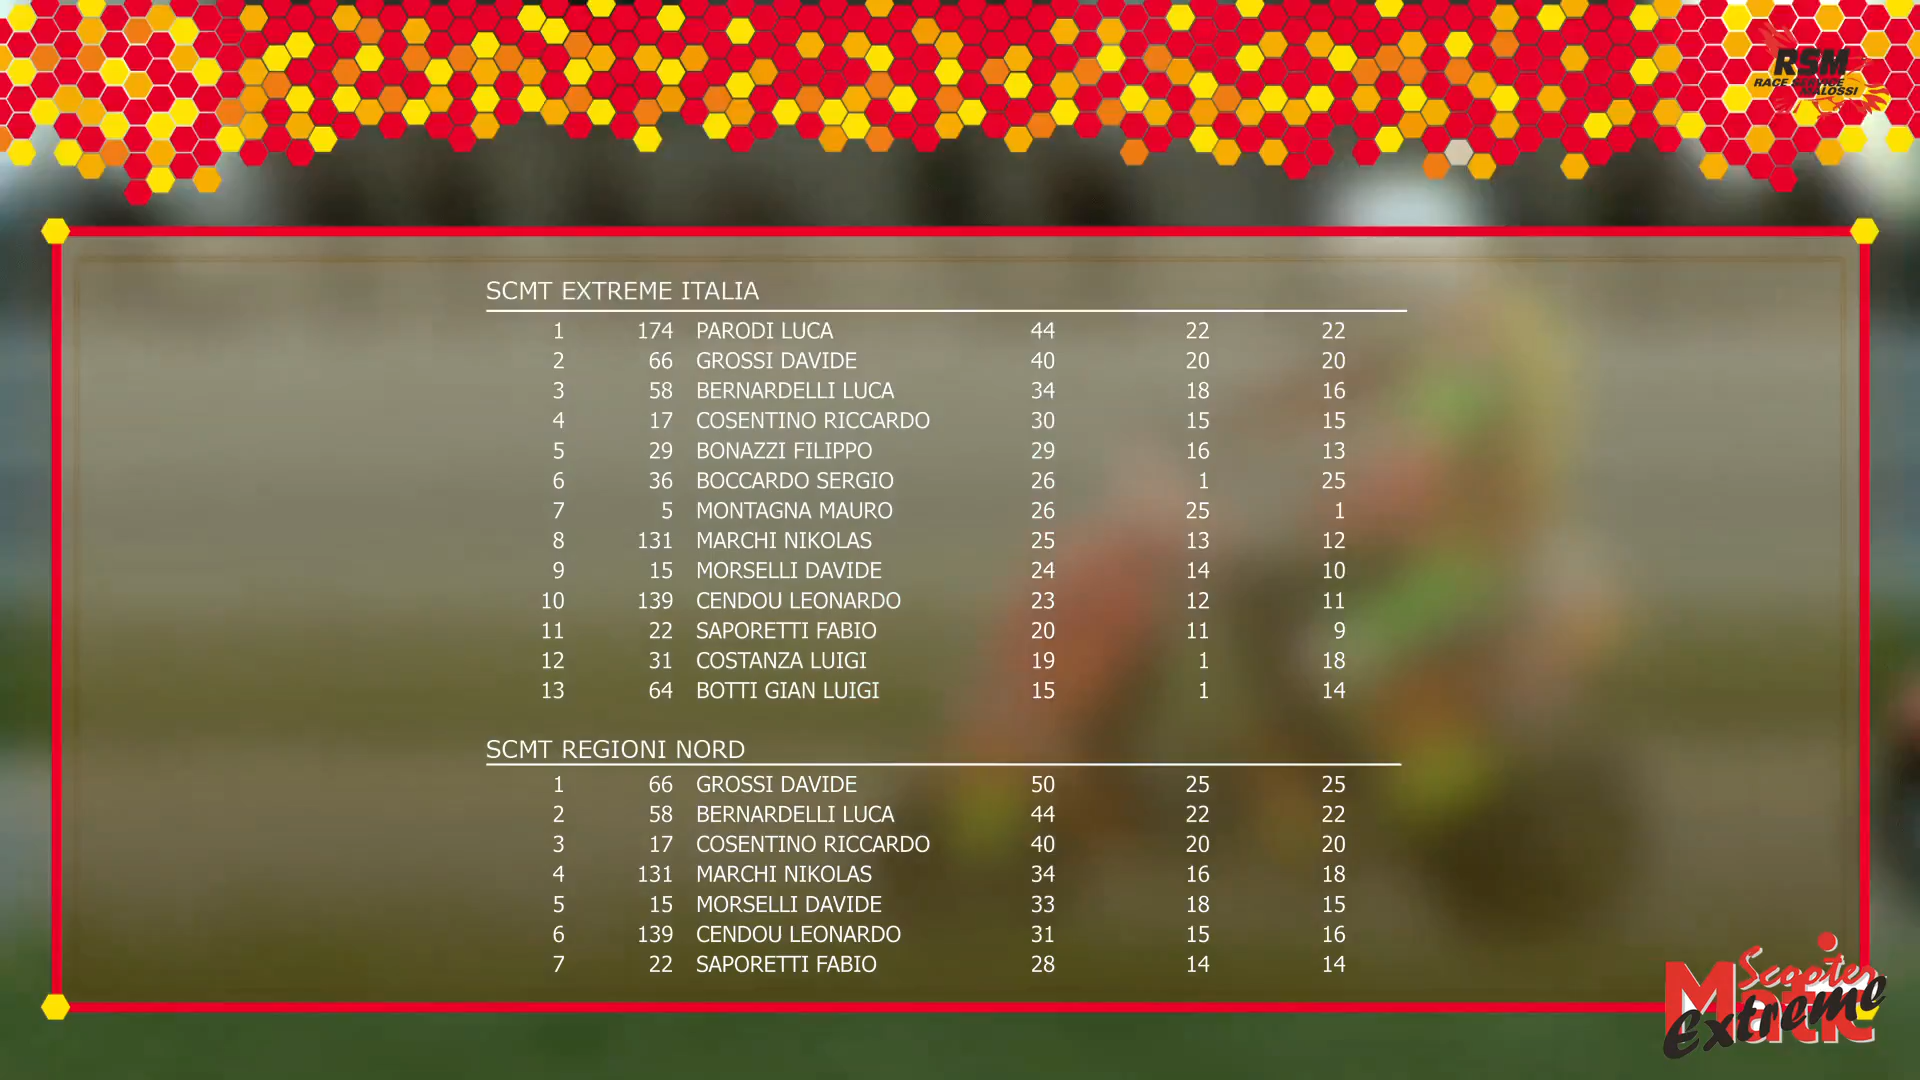 RSM
RACE SERVICE
MALOSSI
SCMT EXTREME ITALIA
1 174 PARODI LUCA 44 22 22
2 66 GROSSI DAVIDE 40 20 20
3 58 BERNARDELLI LUCA 34 18 16
4 17 COSENTINO RICCARDO 30 15 15
5 29 BONAZZI FILIPPO 29 16 13
6 36 BOCCARDO SERGIO 26 1 25
7 5 MONTAGNA MAURO 26 25 1
8 131 MARCHI NIKOLAS 25 13 12
9 15 MORSELLI DAVIDE 24 14 10
10 139 CENDOU LEONARDO 23 12 11
11 22 SAPORETTI FABIO 20 11 9
12 31 COSTANZA LUIGI 19 1 18
13 64 BOTTI GIAN LUIGI 15 1 14
SCMT REGIONI NORD
1 66 GROSSI DAVIDE 50 25 25
2 58 BERNARDELLI LUCA 44 22 22
3 17 COSENTINO RICCARDO 40 20 20
4 131 MARCHI NIKOLAS 34 16 18
5 15 MORSELLI DAVIDE 33 18 15
6 139 CENDOU LEONARDO 31 15 16
7 22 SAPORETTI FABIO 28 14 14
Scooter
Matic
extreme